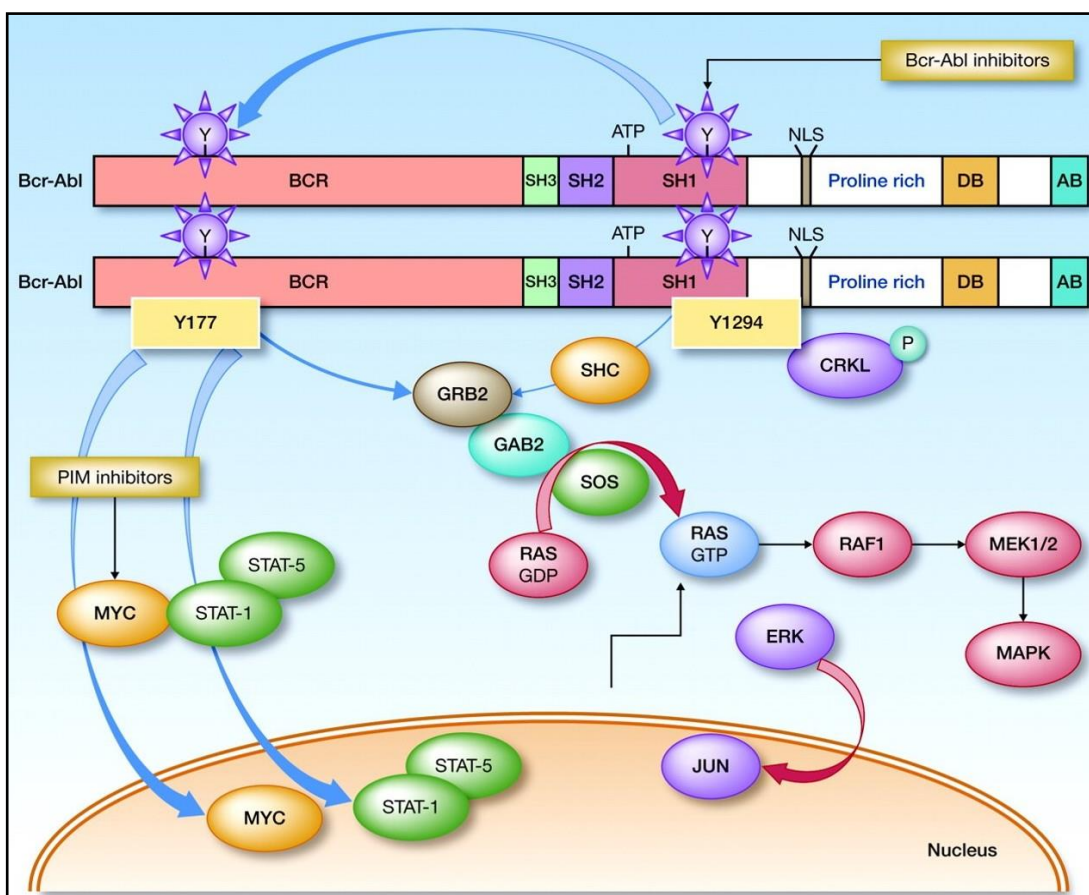 Bcr-Abl inhibitors
Y
Y
ATP
NLS
Bcr-Abl
BCR
SH3
SH2
SH1
Proline rich
DB
AB
Y
Y
ATP
NLS
Bcr-Abl
BCR
SH3
SH2
SH1
Proline rich
DB
AB
Y177
Y1294
P
CRKL
SHC
GRB2
GAB2
SOS
PIM inhibitors
RAS
GDP
RAS
GTP
RAF1
MEK1/2
STAT-5
MYC
STAT-1
ERK
MAPK
STAT-5
JUN
STAT-1
MYC
Nucleus